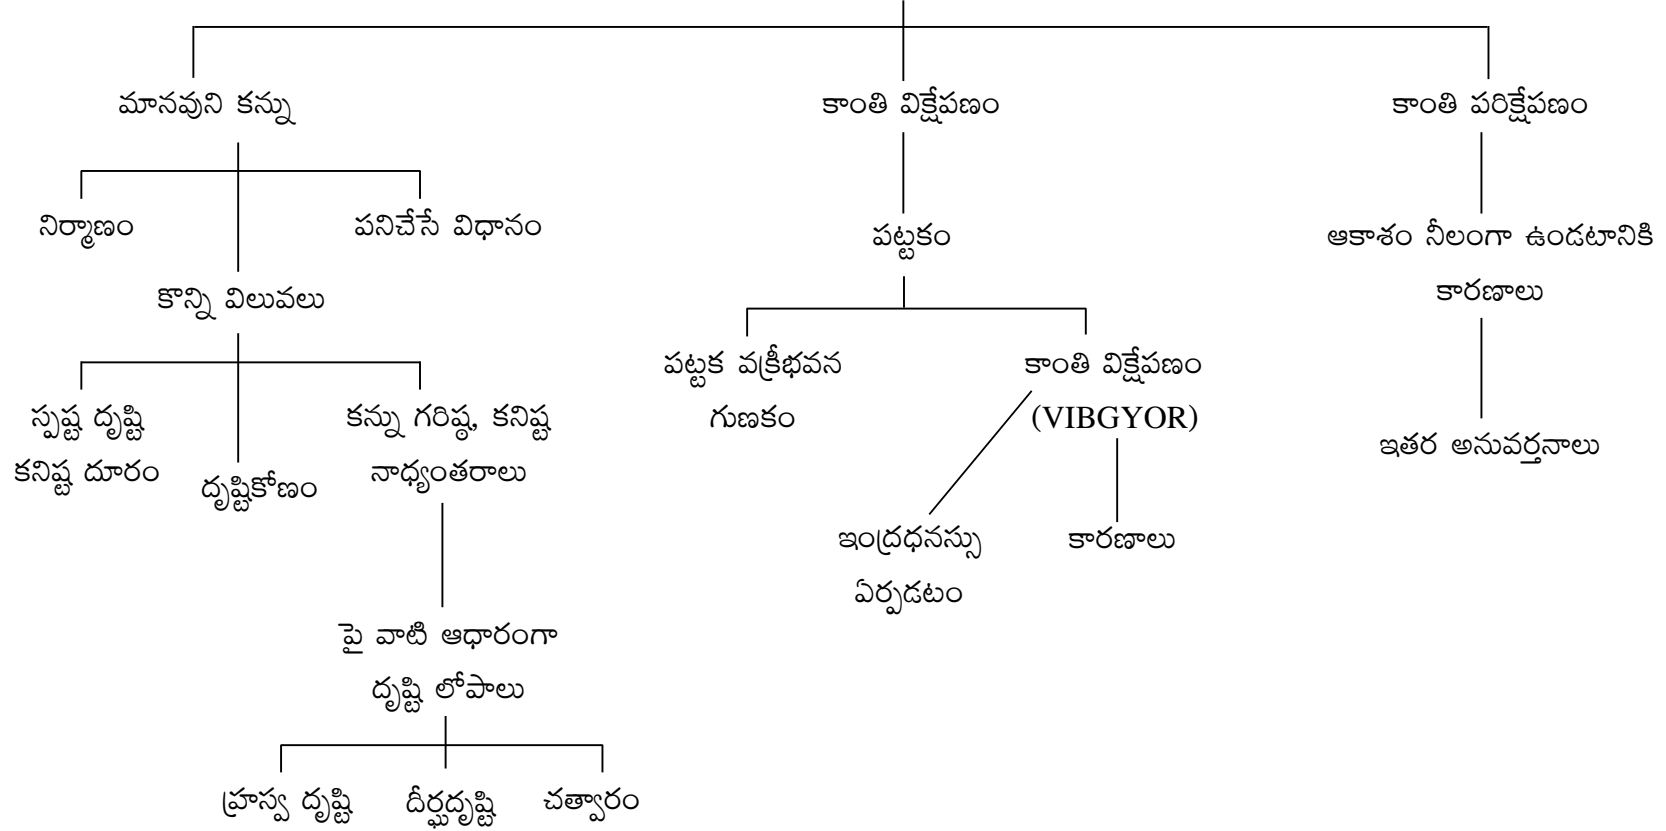 మానవుని కన్ను
కాంతి విక్షేపణం
కాంతి పరిక్షేపణం
నిర్మాణం
పనిచేసే విధానం
కొన్ని విలువలు
స్పష్ట దృష్టి
కనిష్ట దూరం
దృష్టికోణం
కన్ను గరిష్ఠ, కనిష్ట
నాధ్యంతరాలు
పై వాటి ఆధారంగా
దృష్టి లోపాలు
హ్రస్వ దృష్టి
దీర్ఘదృష్టి
చత్వారం
పట్టకం
పట్టక వక్రీభవన
గుణకం
కాంతి విక్షేపణం
(VIBGYOR)
ఇంద్రధనస్సు
ఏర్పడటం
కారణాలు
ఆకాశం నీలంగా ఉండటానికి
కారణాలు
ఇతర అనువర్తనాలు